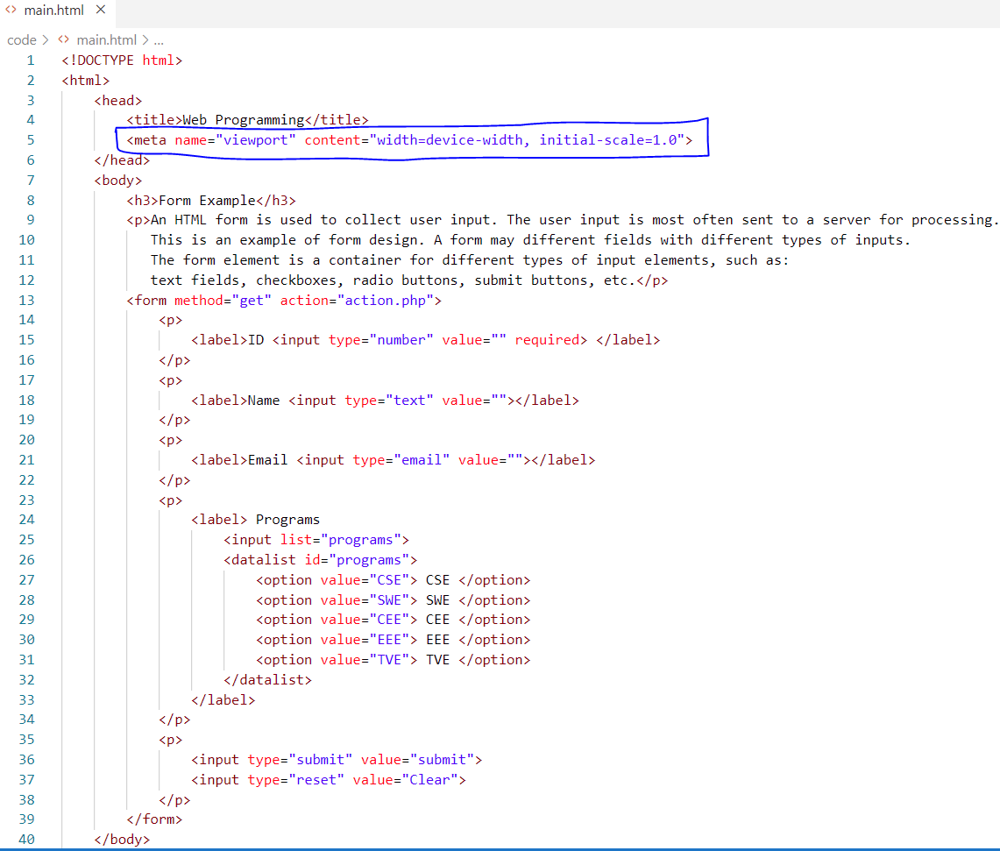 <> main.html ×
code > <> main.html > ...
1 <!DOCTYPE html>
2 <html>
3 <head>
4 <title>Web Programming</title>
5 <meta name="viewport" content="width=device-width, initial-scale=1.0">
6 </head>
7 <body>
8 <h3>Form Example</h3>
9 <p>An HTML form is used to collect user input. The user input is most often sent to a server for processing.
10 This is an example of form design. A form may different fields with different types of inputs.
11 The form element is a container for different types of input elements, such as:
12 text fields, checkboxes, radio buttons, submit buttons, etc.</p>
13 <form method="get" action="action.php">
14 <p>
15 <label>ID <input type="number" value="" required> </label>
16 </p>
17 <p>
18 <label>Name <input type="text" value=""></label>
19 </p>
20 <p>
21 <label>Email <input type="email" value=""></label>
22 </p>
23 <p>
24 <label> Programs
25 <input list="programs">
26 <datalist id="programs">
27 <option value="CSE"> CSE </option>
28 <option value="SWE"> SWE </option>
29 <option value="CEE"> CEE </option>
30 <option value="EEE"> EEE </option>
31 <option value="TVE"> TVE </option>
32 </datalist>
33 </label>
34 </p>
35 <p>
36 <input type="submit" value="submit">
37 <input type="reset" value="Clear">
38 </p>
39 </form>
40 </body>